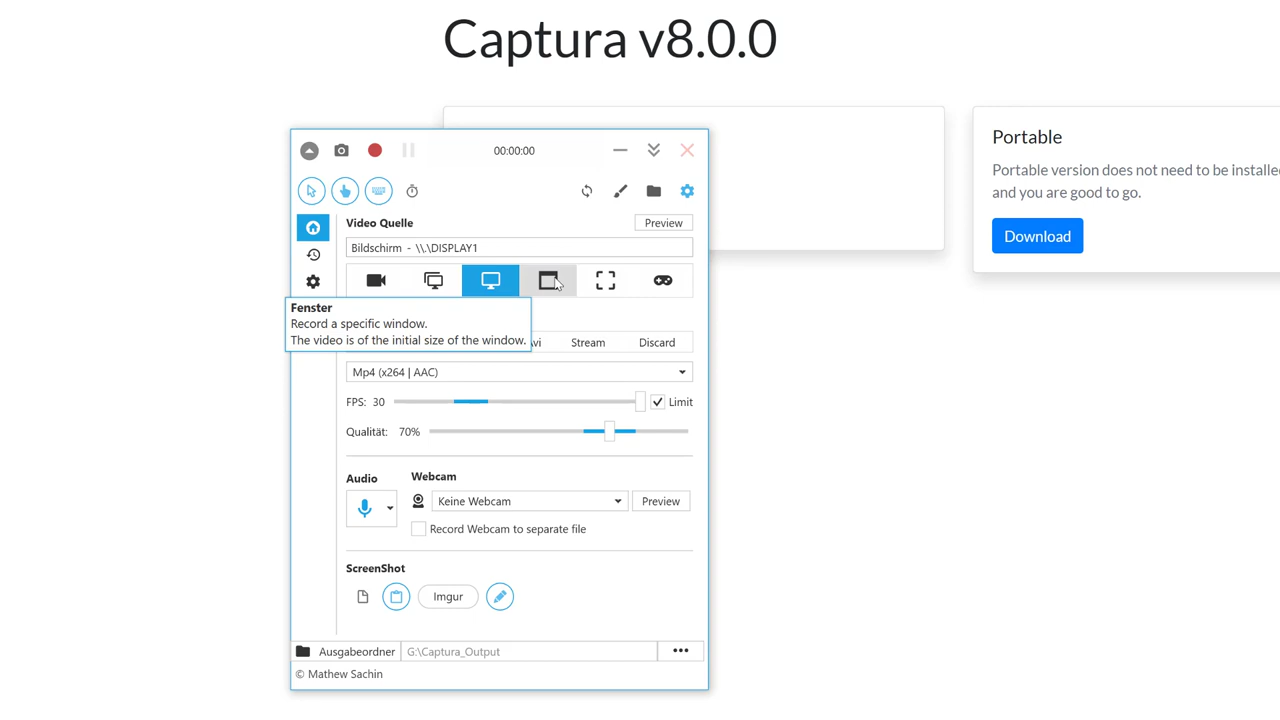 Captura v8.0.0
Portable
Portable version does not need to be installe
and you are good to go.
Download
00:00:00
Video Quelle
Preview
Bildschirm - \\.\DISPLAY1
Fenster
Record a specific window.
The video is of the initial size of the window.
Stream
Discard
Mp4 (x264 | AAC)
FPS: 30
Limit
Qualität: 70%
Audio
Webcam
Keine Webcam
Preview
Record Webcam to separate file
ScreenShot
Imgur
Ausgabeordner
G:\Captura_Output
© Mathew Sachin